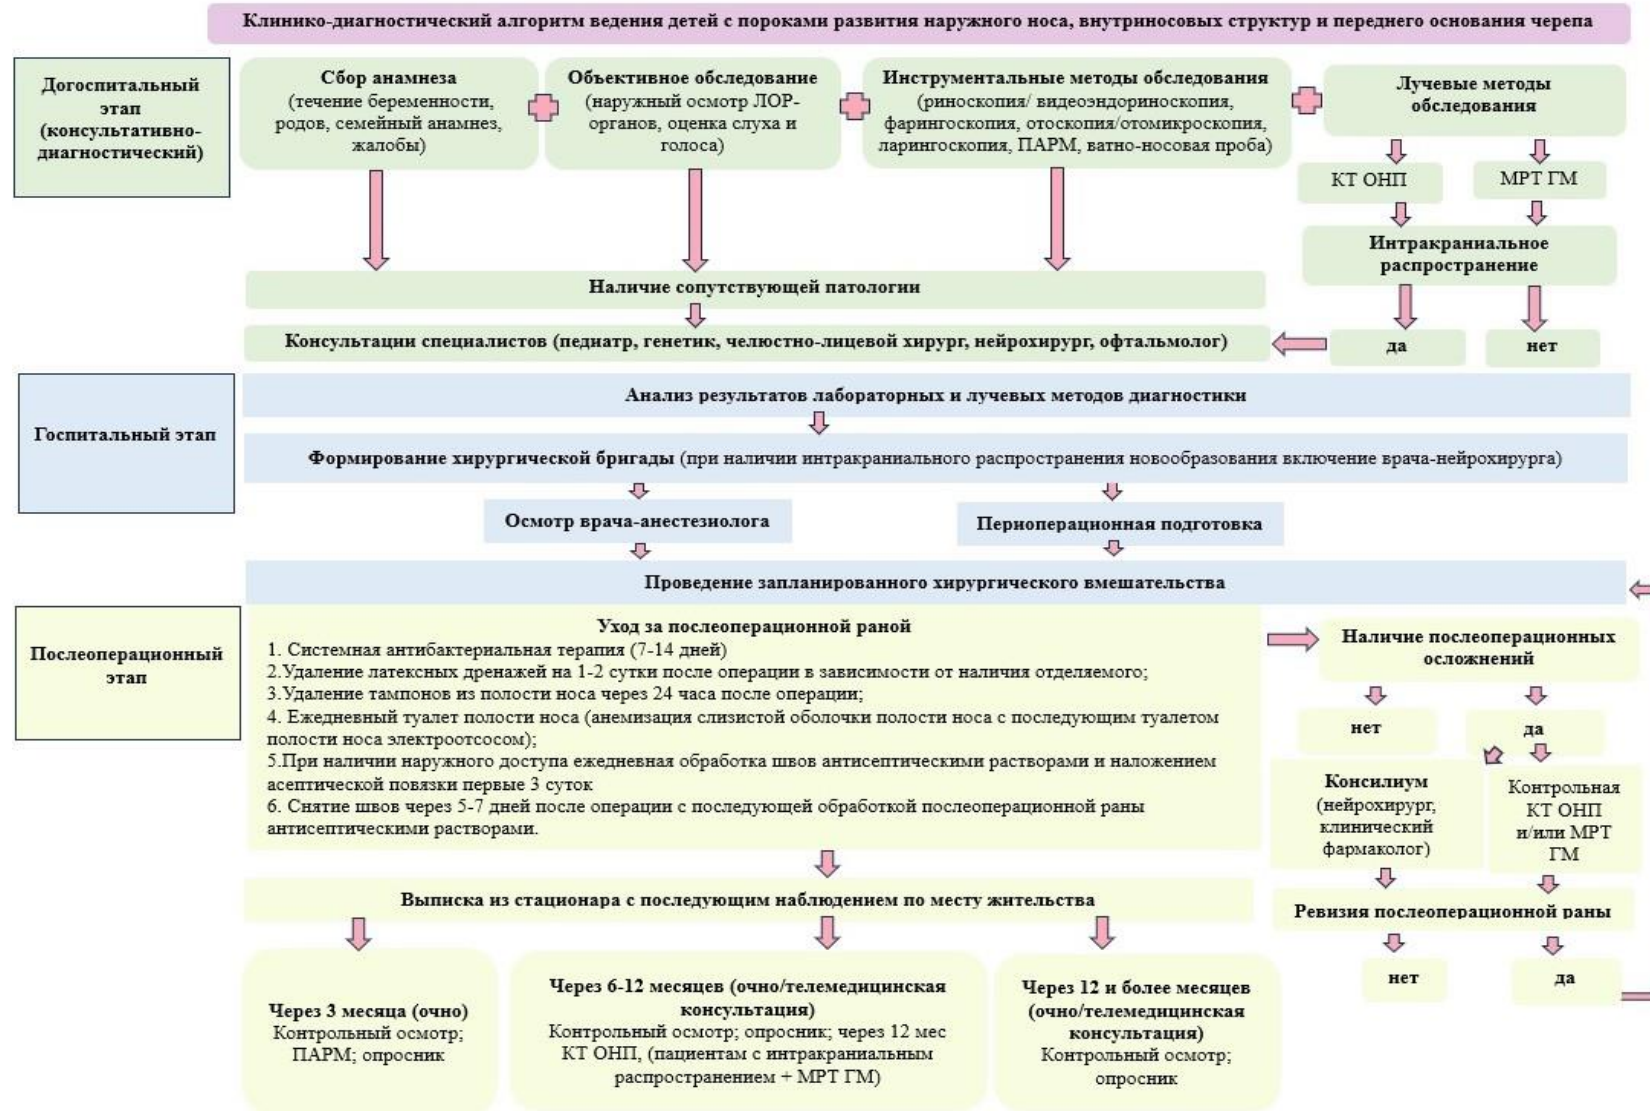 Клинико-диагностический алгоритм ведения детей с пороками развития наружного носа, внутриносовых структур и переднего основания черепа
Догоспитальный
этап
(консультативно-
диагностический)
Сбор анамнеза
(течение беременности,
родов, семейный анамнез,
жалобы)
Объективное обследование
(наружный осмотр ЛОР-
органов, оценка слуха и
голоса)
Инструментальные методы обследования
(риноскопия/ видеоэндориноскопия,
фарингоскопия, отоскопия/отомикроскопия,
ларингоскопия, ПАРМ, ватно-носовая проба)
Лучевые методы
обследования
КТ ОНП
МРТ ГМ
Интракраниальное
распространение
да
нет
Наличие сопутствующей патологии
Консультации специалистов (педиатр, генетик, челюстно-лицевой хирург, нейрохирург, офтальмолог)
Госпитальный этап
Анализ результатов лабораторных и лучевых методов диагностики
Формирование хирургической бригады (при наличии интракраниального распространения новообразования включение врача-нейрохирурга)
Осмотр врача-анестезиолога
Периоперационная подготовка
Проведение запланированного хирургического вмешательства
Послеоперационный
этап
Уход за послеоперационной раной
1. Системная антибактериальная терапия (7-14 дней)
2.Удаление латексных дренажей на 1-2 сутки после операции в зависимости от наличия отделяемого;
3.Удаление тампонов из полости носа через 24 часа после операции;
4. Ежедневный туалет полости носа (анемизация слизистой оболочки полости носа с последующим туалетом
полости носа электроотсосом);
5.При наличии наружного доступа ежедневная обработка швов антисептическими растворами и наложением
асептической повязки первые 3 суток
6. Снятие швов через 5-7 дней после операции с последующей обработкой послеоперационной раны
антисептическими растворами.
Наличие послеоперационных
осложнений
нет
да
Консилиум
(нейрохирург,
клинический
фармаколог)
Контрольная
КТ ОНП
и/или МРТ
ГМ
Ревизия послеоперационной раны
нет
да
Выписка из стационара с последующим наблюдением по месту жительства
Через 3 месяца (очно)
Контрольный осмотр;
ПАРМ; опросник
Через 6-12 месяцев (очно/телемедицинская
консультация)
Контрольный осмотр; опросник; через 12 мес
КТ ОНП, (пациентам с интракраниальным
распространением + МРТ ГМ)
Через 12 и более месяцев
(очно/телемедицинская
консультация)
Контрольный осмотр;
опросник